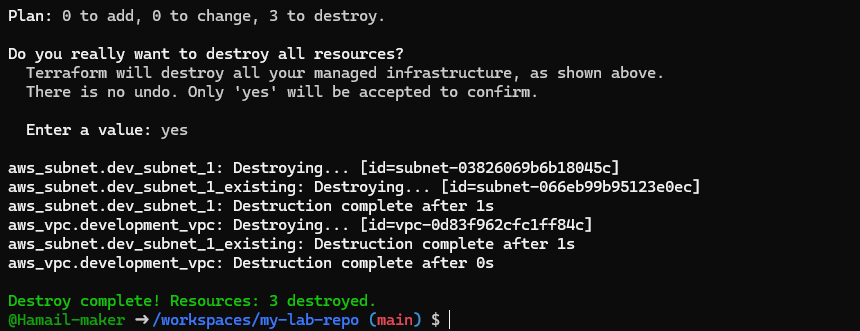 Plan: 0 to add, 0 to change, 3 to destroy.
Do you really want to destroy all resources?
Terraform will destroy all your managed infrastructure, as shown above.
There is no undo. Only 'yes' will be accepted to confirm.
Enter a value: yes
aws_subnet.dev_subnet_1: Destroying... [id=subnet-03826069b6b18045c]
aws_subnet.dev_subnet_1_existing: Destroying... [id=subnet-066eb99b95123e0ec]
aws_subnet.dev_subnet_1: Destruction complete after 1s
aws_vpc.development_vpc: Destroying... [id=vpc-0d83f962cfc1ff84c]
aws_subnet.dev_subnet_1_existing: Destruction complete after 1s
aws_vpc.development_vpc: Destruction complete after 0s
Destroy complete! Resources: 3 destroyed.
@Hamail-maker ➜/workspaces/my-lab-repo (main) $